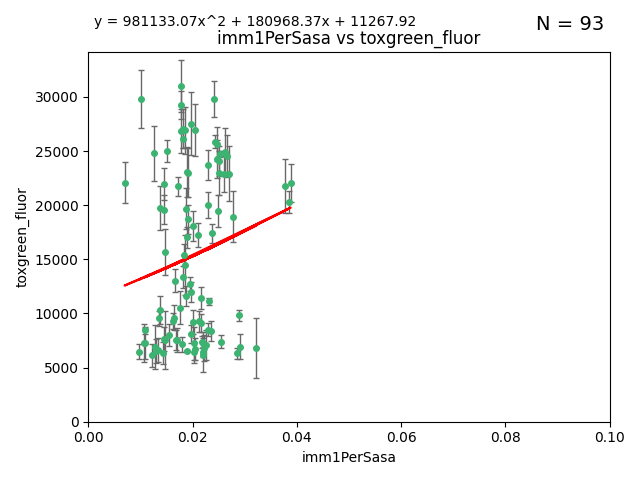 y = 981133.07x^2 + 180968.37x + 11267.92
N = 93
imm1PerSasa vs toxgreen_fluor
30000
25000
20000
15000
10000
5000
0
toxgreen_fluor
0.00 0.02 0.04 0.06 0.08 0.10
imm1PerSasa